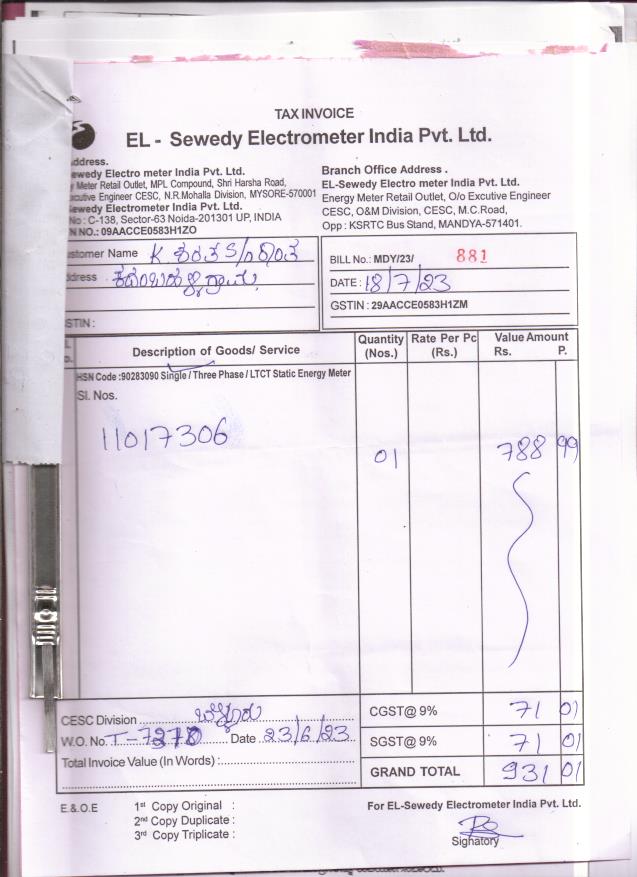 TAX INVOICE
EL - Sewedy Electrometer India Pvt. Ltd.
ddress.
ewedy Electro meter India Pvt. Ltd.
y Meter Retail Outlet, MPL Compound, Shri Harsha Road,
xcutive Engineer CESC, N.R.Mohalla Division, MYSORE-570001
ewedy Electrometer India Pvt. Ltd.
No : C-138, Sector-63 Noida-201301 UP, INDIA
N NO.: 09AACCE0583H1ZO
Branch Office Address .
EL-Sewedy Electro meter India Pvt. Ltd.
Energy Meter Retail Outlet, O/o Excutive Engineer
CESC, O&M Division, CESC, M.C.Road,
Opp : KSRTC Bus Stand, MANDYA-571401.
stomer Name K
ddress
STIN :
BILL No.: MDY/23/ 881
DATE : 18/7/23
GSTIN : 29AACCE0583H1ZM
Description of Goods/ Service
Quantity (Nos.)
Rate Per Pc (Rs.)
Value Amount
Rs. P.
HSN Code :90283090 Single / Three Phase / LTCT Static Energy Meter
Sl. Nos.
11017306 01 788 99
CESC Division
W.O. No. T- Date 23/6/23
Total Invoice Value (In Words) :
CGST@ 9% 71 01
SGST@ 9% 71 01
GRAND TOTAL 931 01
E.&.O.E
1st Copy Original :
2nd Copy Duplicate :
3rd Copy Triplicate :
For EL-Sewedy Electrometer India Pvt. Ltd.
Signatory